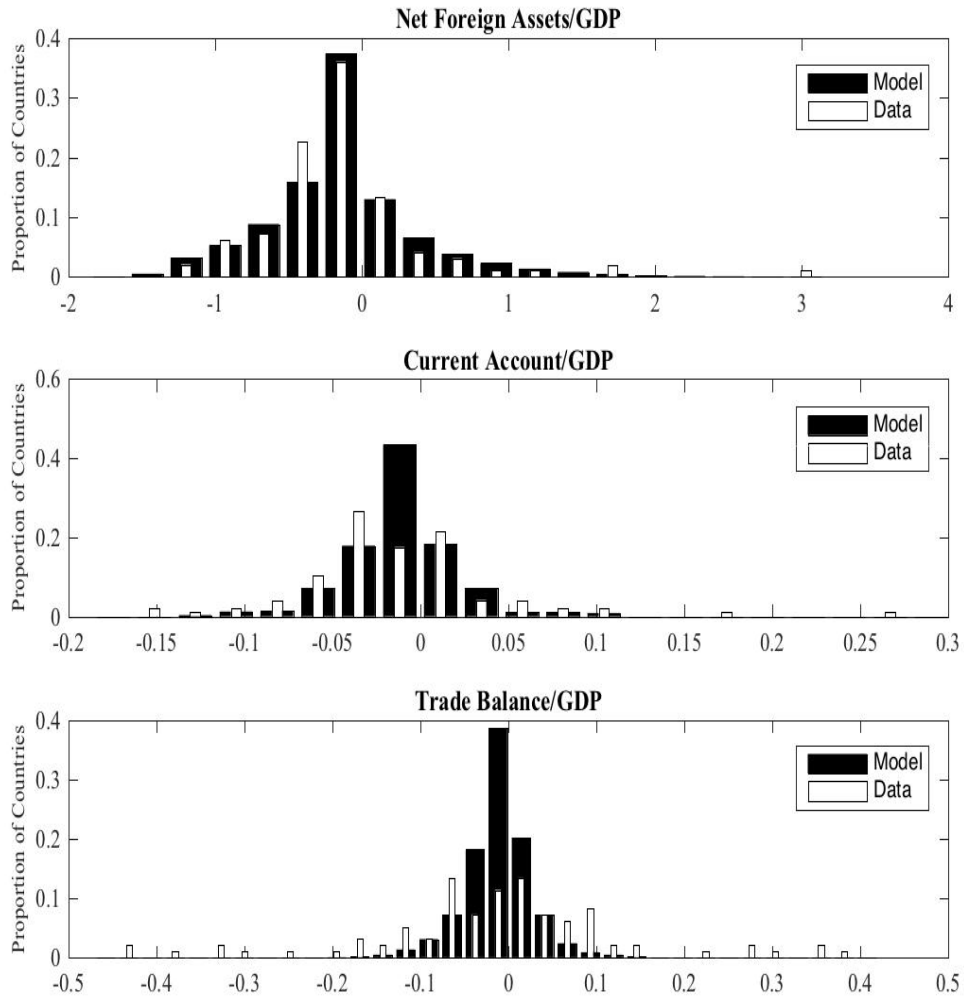 Net Foreign Assets/GDP
Proportion of Countries
0.4
0.3
0.2
0.1
0
-2 -1 0 1 2 3 4
Model
Data
Current Account/GDP
Proportion of Countries
0.6
0.4
0.2
0
-0.2 -0.15 -0.1 -0.05 0 0.05 0.1 0.15 0.2 0.25 0.3
Model
Data
Trade Balance/GDP
Proportion of Countries
0.4
0.3
0.2
0.1
0
-0.5 -0.4 -0.3 -0.2 -0.1 0 0.1 0.2 0.3 0.4 0.5
Model
Data